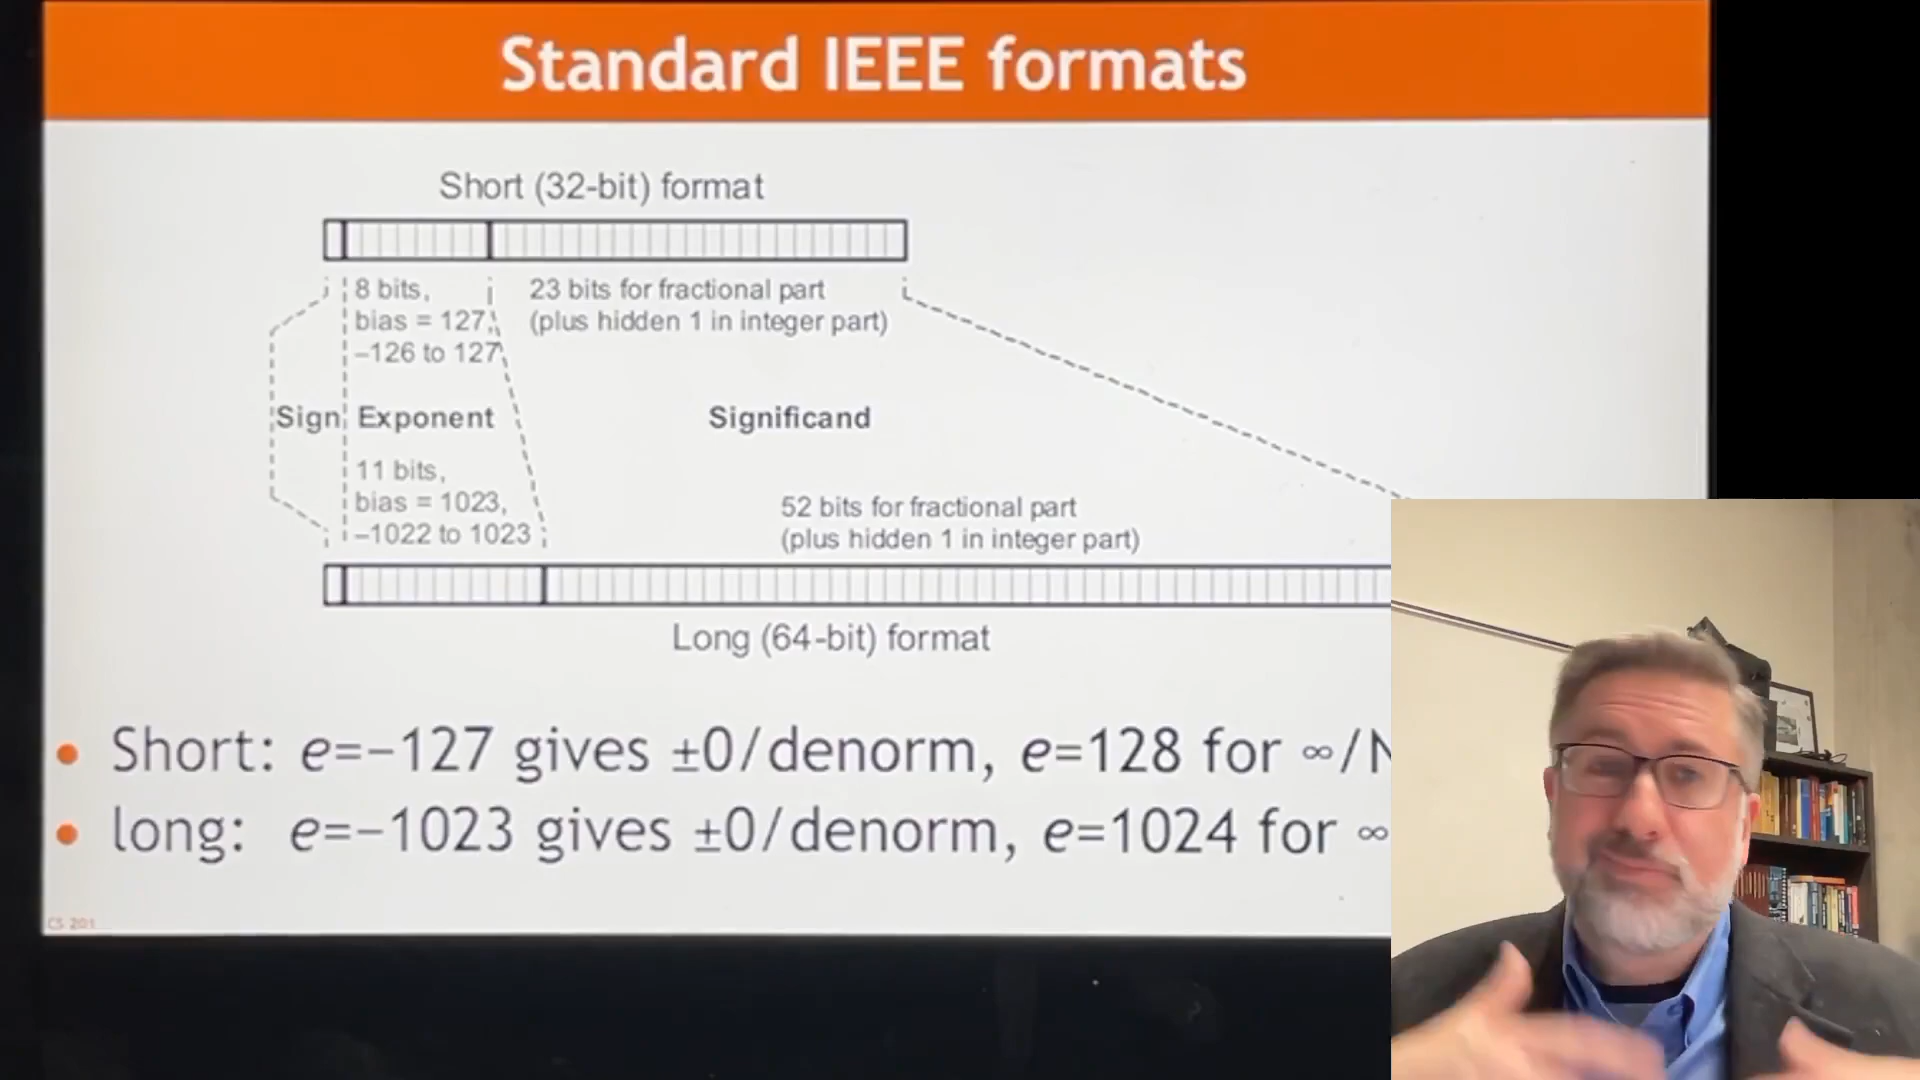 Standard IEEE formats
Short (32-bit) format
8 bits,
bias = 127,
–126 to 127
23 bits for fractional part
(plus hidden 1 in integer part)
Sign
Exponent
Significand
11 bits,
bias = 1023,
–1022 to 1023
52 bits for fractional part
(plus hidden 1 in integer part)
Long (64-bit) format
• Short: e=–127 gives ±0/denorm, e=128 for ∞/N
• long: e=–1023 gives ±0/denorm, e=1024 for ∞
CS 201